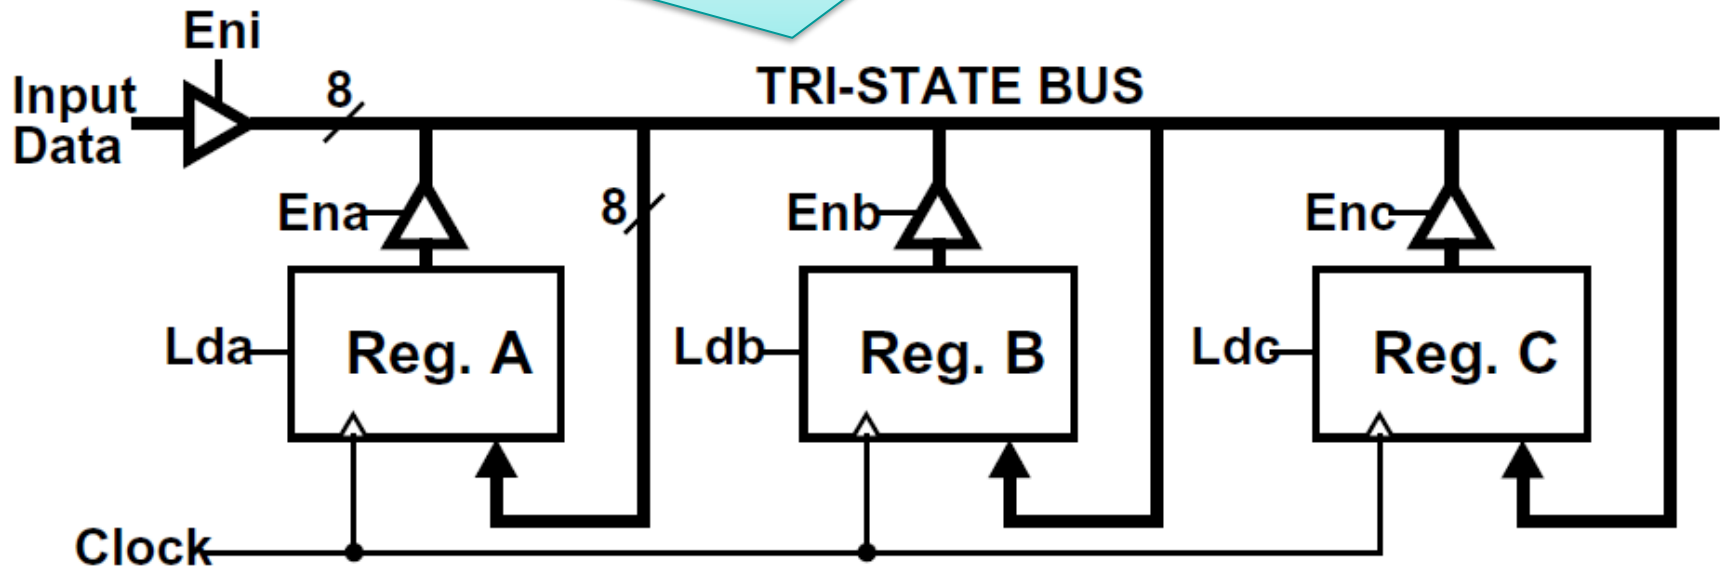 Eni
Input
Data
8
TRI-STATE BUS
Ena
8
Enb
Enc
Lda
Reg. A
Ldb
Reg. B
Ldc
Reg. C
Clock